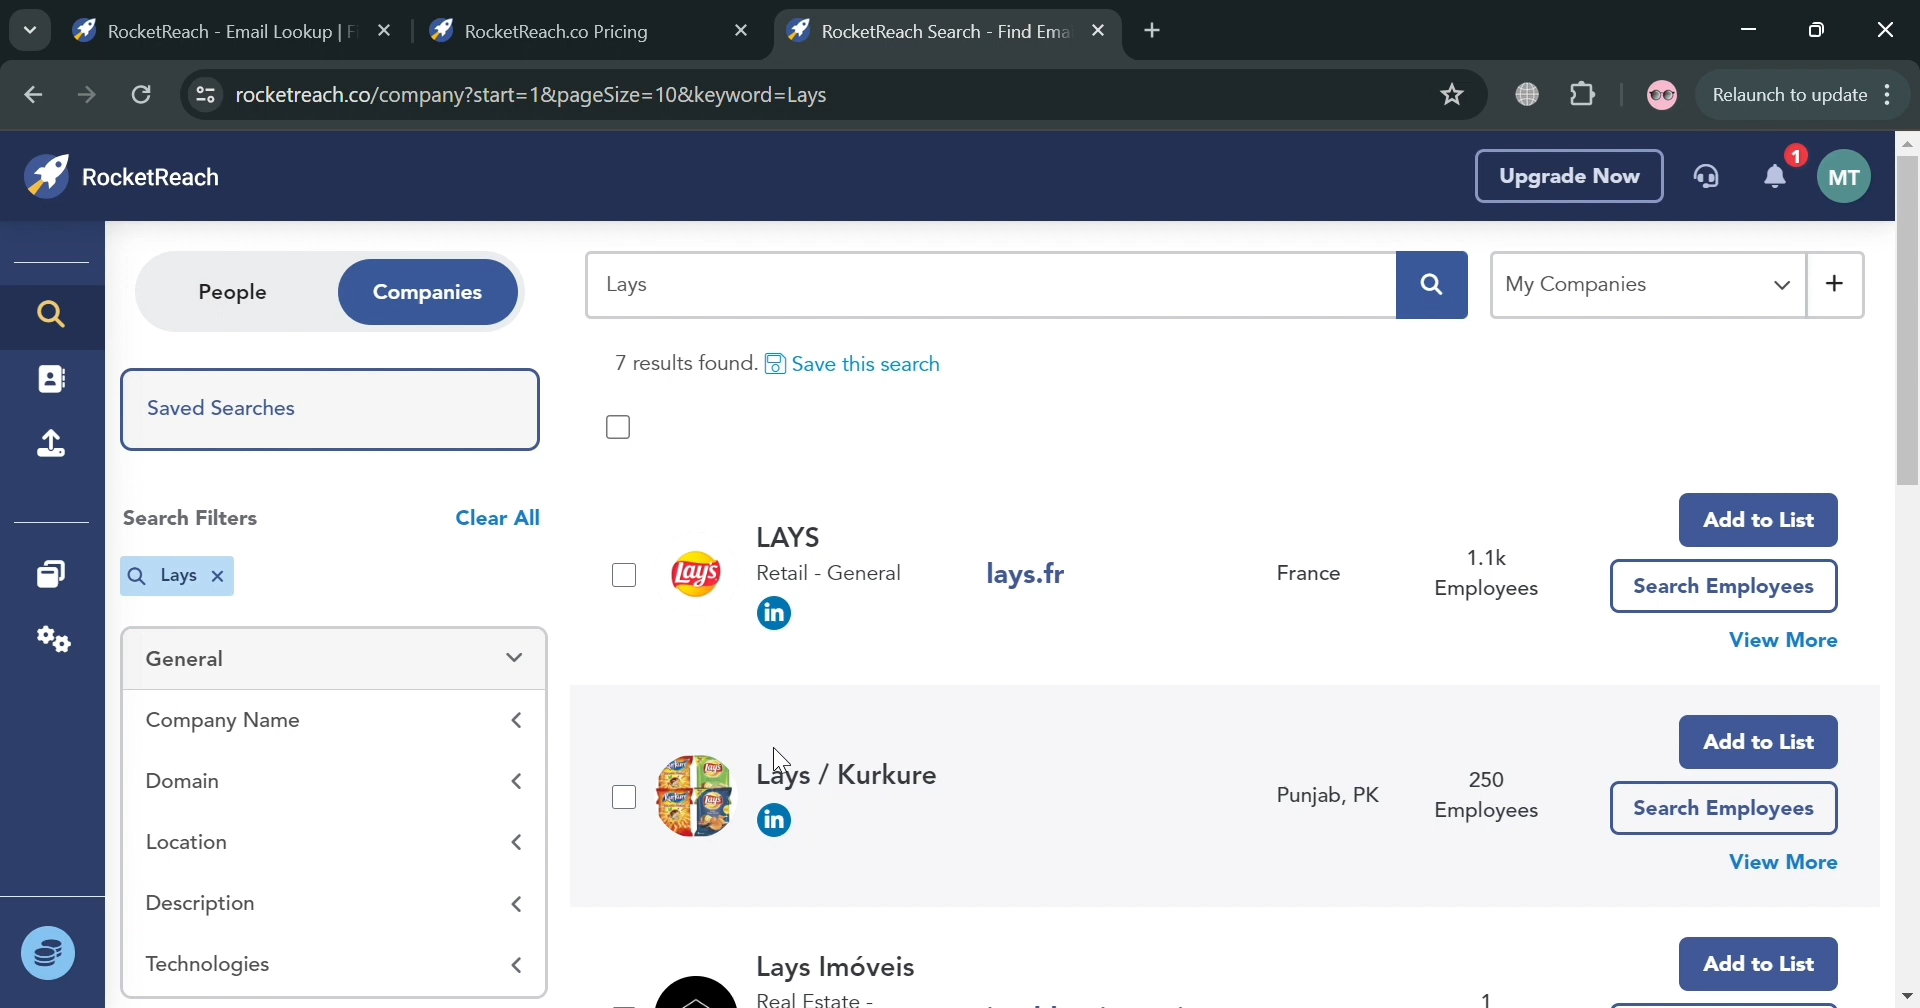 RocketReach - Email Lookup | Fi
RocketReach.co Pricing
RocketReach Search - Find Ema
rocketreach.co/company?start=1&pageSize=10&keyword=Lays
Relaunch to update
RocketReach
Upgrade Now
1
MT
People
Companies
Lays
My Companies
+
7 results found. Save this search
Saved Searches
Search Filters
Clear All
Lays
General
Company Name
Domain
Location
Description
Technologies
Lay's
LAYS
Retail - General
in
lays.fr
France
1.1k
Employees
Add to List
Search Employees
View More
Lays / Kurkure
in
Punjab, PK
250
Employees
Add to List
Search Employees
View More
Lays Imóveis
Real Estate -
1
Add to List